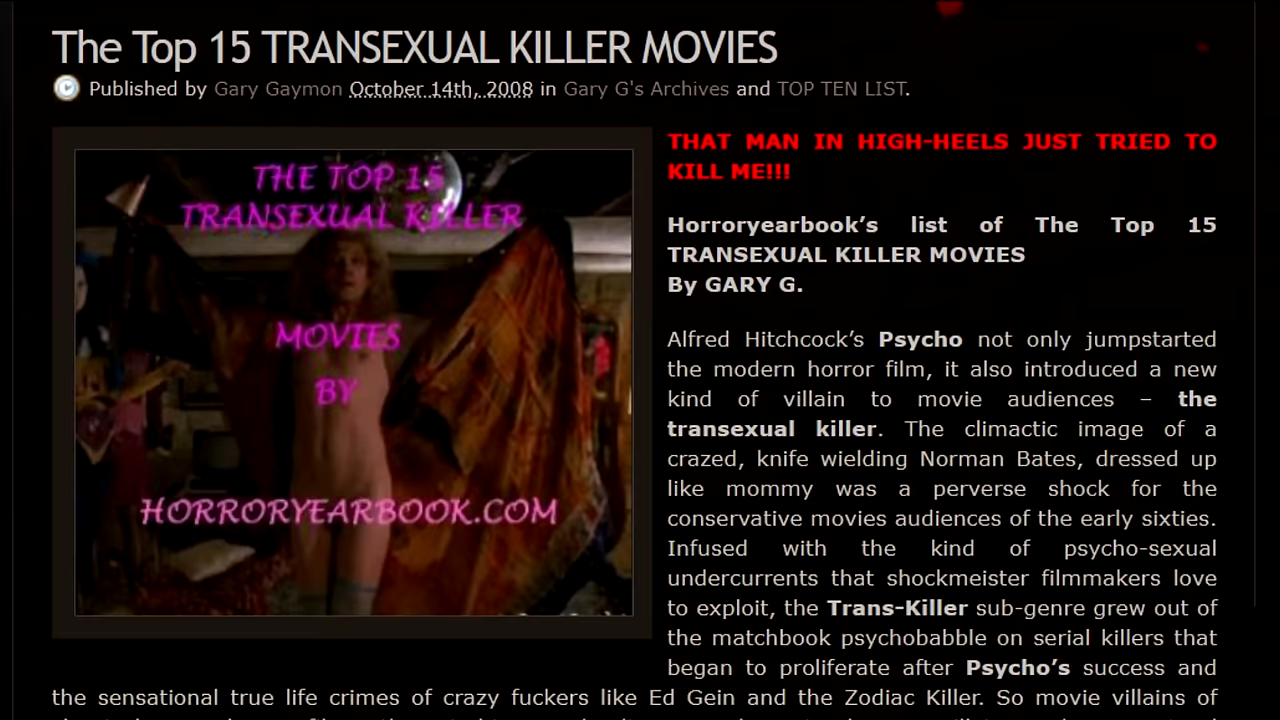 The Top 15 TRANSEXUAL KILLER MOVIES
Published by Gary Gaymon October 14th, 2008 in Gary G's Archives and TOP TEN LIST.
THE TOP 15
TRANSEXUAL KILLER
MOVIES
BY
HORRORYEARBOOK.COM
THAT MAN IN HIGH-HEELS JUST TRIED TO
KILL ME!!!
Horroryearbook’s list of The Top 15
TRANSEXUAL KILLER MOVIES
By GARY G.
Alfred Hitchcock’s Psycho not only jumpstarted
the modern horror film, it also introduced a new
kind of villain to movie audiences – the
transexual killer. The climactic image of a
crazed, knife wielding Norman Bates, dressed up
like mommy was a perverse shock for the
conservative movies audiences of the early sixties.
Infused with the kind of psycho-sexual
undercurrents that shockmeister filmmakers love
to exploit, the Trans-Killer sub-genre grew out of
the matchbook psychobabble on serial killers that
began to proliferate after Psycho’s success and
the sensational true life crimes of crazy fuckers like Ed Gein and the Zodiac Killer. So movie villains of